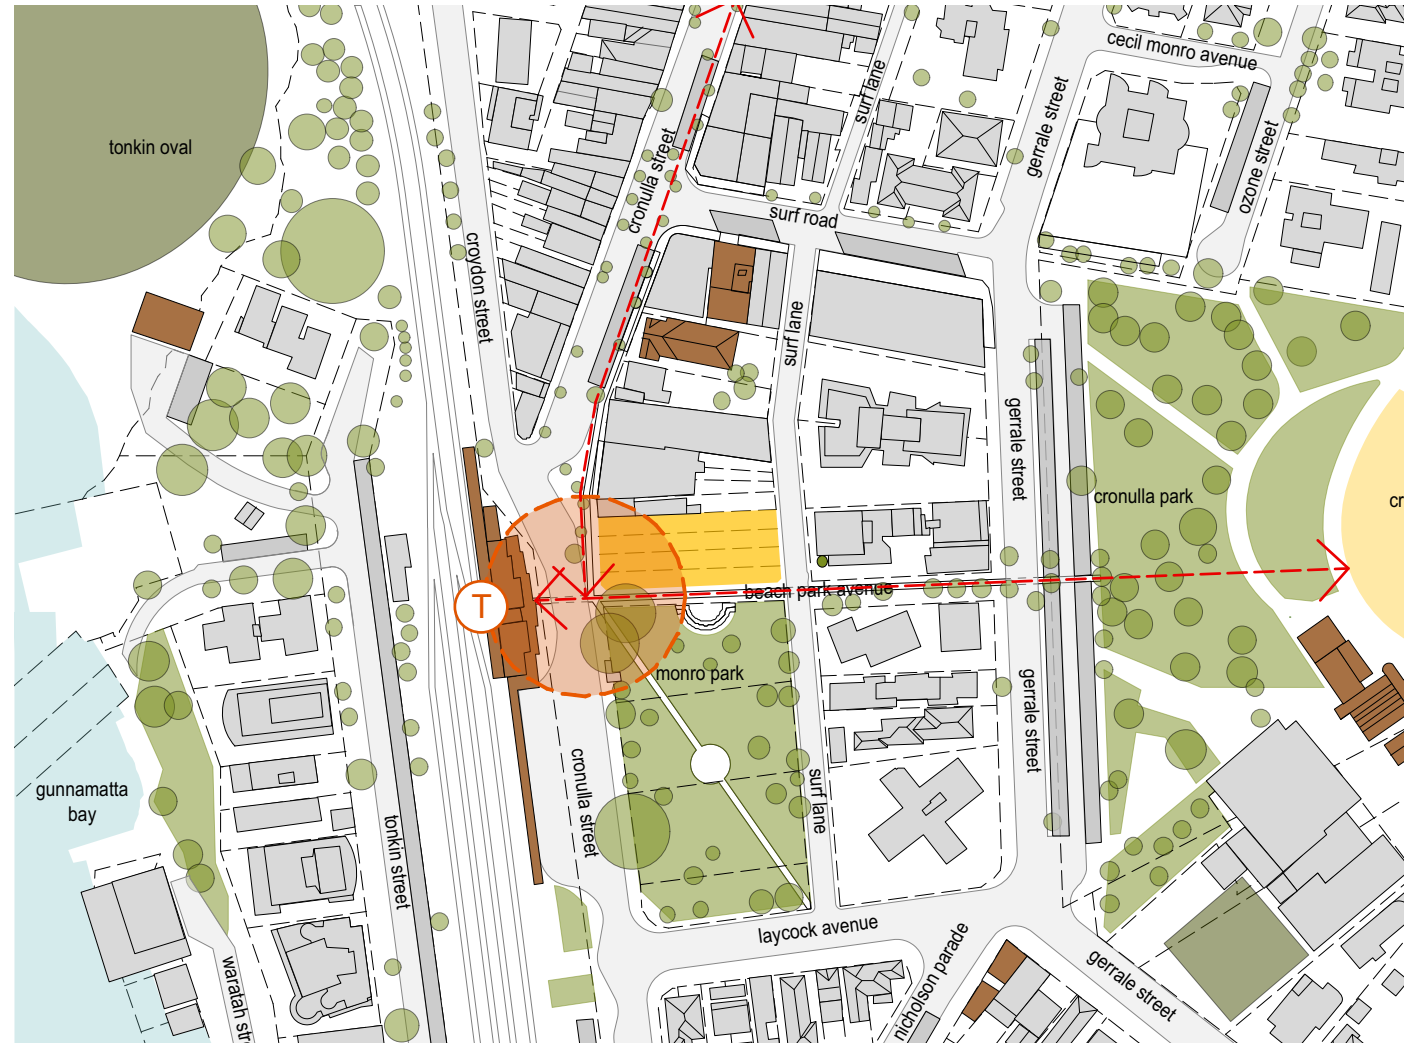 cecil monro avenue
surf lane
gerrale street
tonkin oval
cronulla street
ozone street
surf road
croydon street
surf lane
gerrale street
cronulla park
cr
beach park avenue
T
monro park
gerrale street
gunnamatta
bay
cronulla street
surf lane
tonkin street
laycock avenue
nicholson parade
gerrale street
waratah str